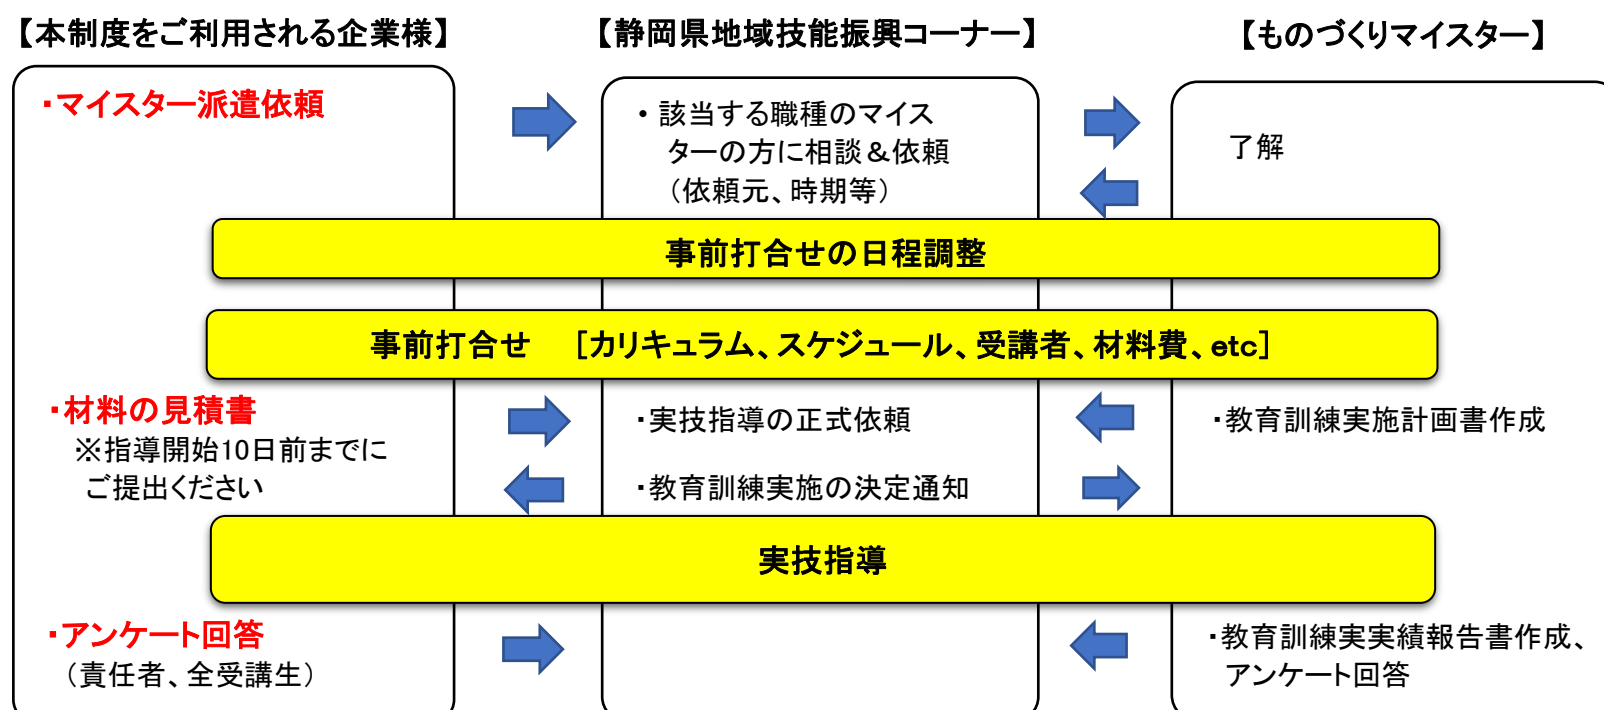 【本制度をご利用される企業様】
【静岡県地域技能振興コーナー】
【ものづくりマイスター】
・マイスター派遣依頼
・該当する職種のマイス
ターの方に相談＆依頼
（依頼元、時期等）
了解
事前打合せの日程調整
事前打合せ　［カリキュラム、スケジュール、受講者、材料費、etc］
・材料の見積書
※指導開始10日前までに
ご提出ください
・実技指導の正式依頼
・教育訓練実施の決定通知
・教育訓練実施計画書作成
実技指導
・アンケート回答
（責任者、全受講生）
・教育訓練実実績報告書作成、
アンケート回答